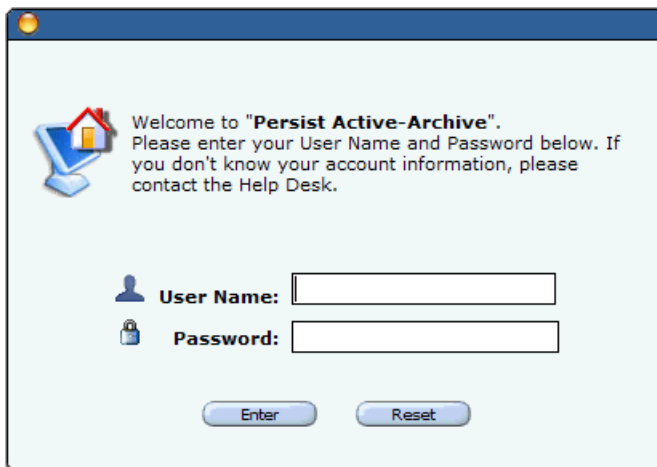 Welcome to "Persist Active-Archive".
Please enter your User Name and Password below. If
you don't know your account information, please
contact the Help Desk.
User Name:
Password:
Enter Reset